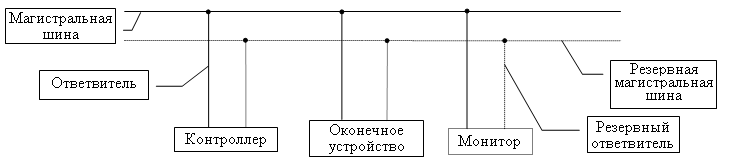 Магистральная
шина
Ответвитель
Контроллер
Оконечное
устройство
Монитор
Резервная
магистральная
шина
Резервный
ответвитель